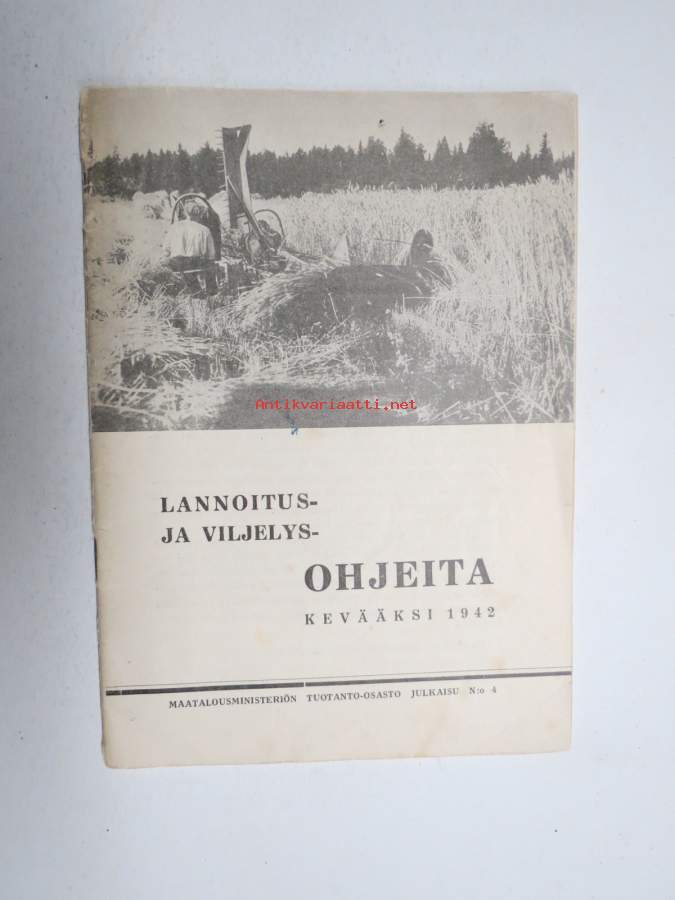 Antikvariaatti.net
LANNOITUS-
JA VILJELYS-
OHJEITA
KEVÄÄKSI 1942
MAATALOUSMINISTERIÖN TUOTANTO-OSASTO JULKAISU N:o 4